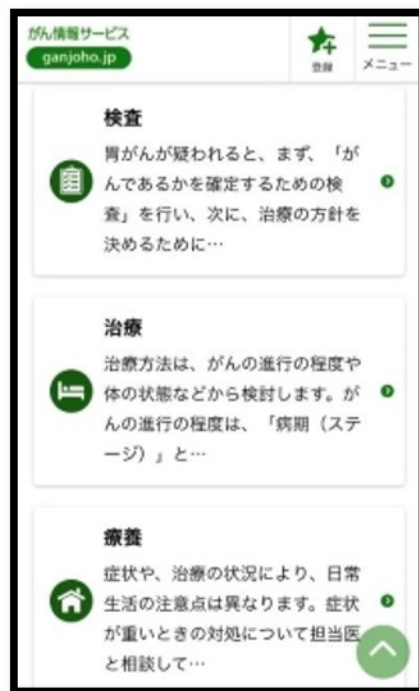 がん情報サービス
ganjoho.jp
登録
メニュー
検査
胃がんが疑われると、まず、「が
んであるかを確定するための検
査」を行い、次に、治療の方針を
決めるために…
治療
治療方法は、がんの進行の程度や
体の状態などから検討します。が
んの進行の程度は、「病期（ステ
ージ）」と…
療養
症状や、治療の状況により、日常
生活の注意点は異なります。症状
が重いときの対処について担当医
と相談して…